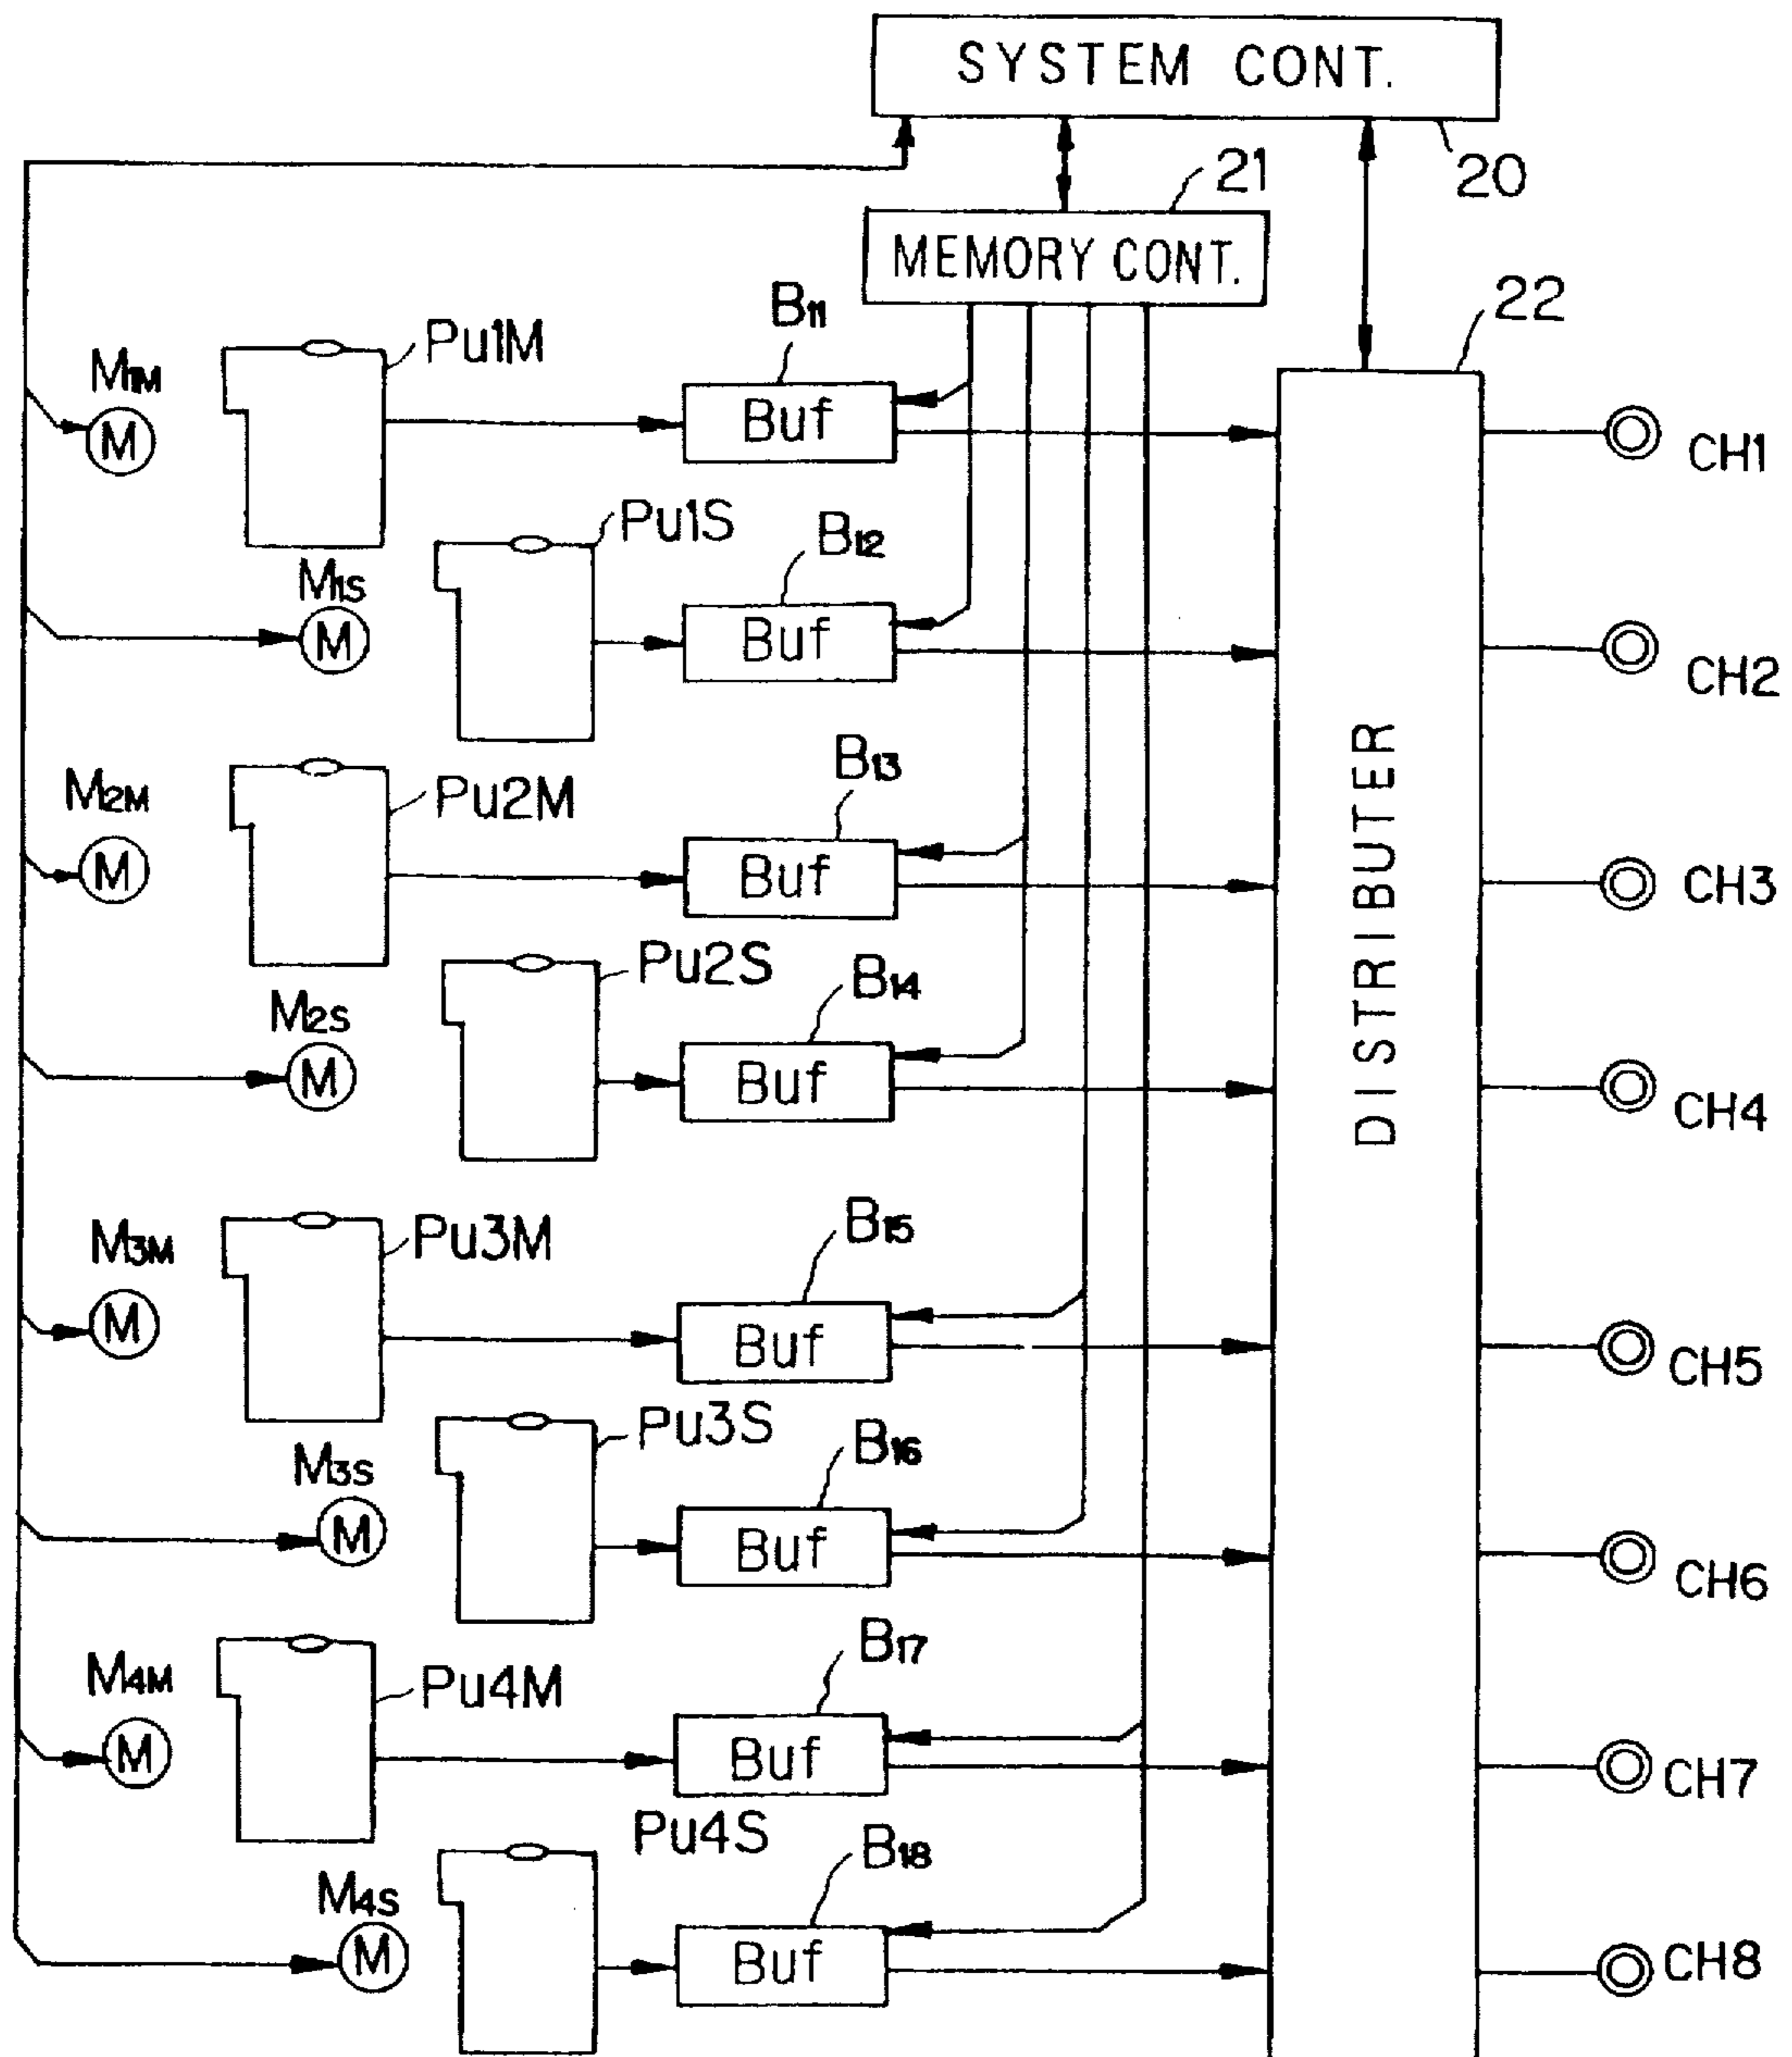 SYSTEM CONT.
20
21
MEMORY CONT.
22
B11
Pu1M
M1M
M
Buf
CH1
Pu1S
B12
M1S
M
Buf
CH2
B13
M2M
Pu2M
M
Buf
CH3
DISTRIBUTER
Pu2S
B14
M2S
M
Buf
CH4
B15
M3M
Pu3M
M
Buf
CH5
Pu3S
B16
M3S
M
Buf
CH6
B17
M4M
Pu4M
M
Buf
CH7
Pu4S
B18
M4S
M
Buf
CH8